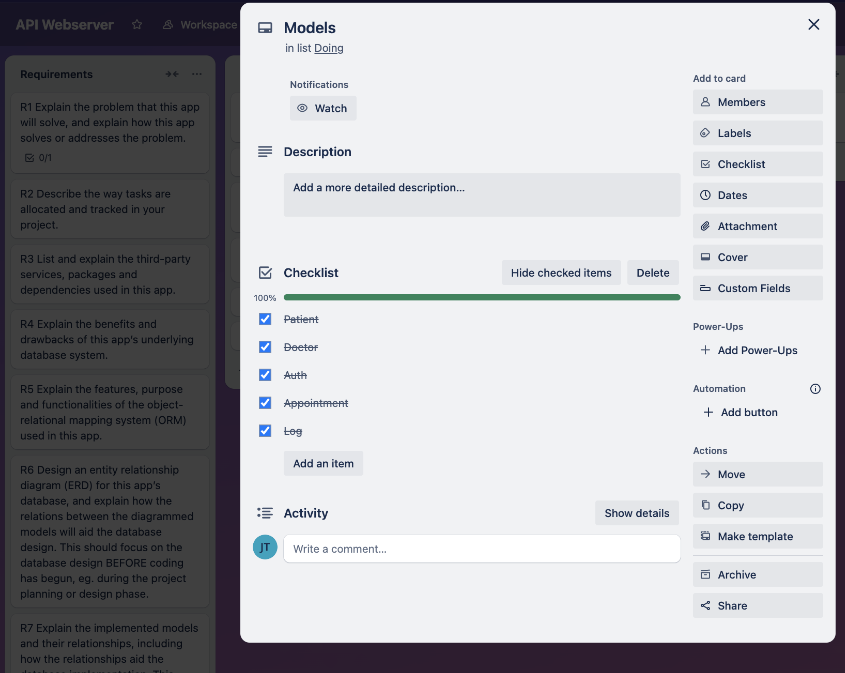 API Webserver
Workspace
Requirements
R1 Explain the problem that this app
will solve, and explain how this app
solves or addresses the problem.
0/1
R2 Describe the way tasks are
allocated and tracked in your
project.
R3 List and explain the third-party
services, packages and
dependencies used in this app.
R4 Explain the benefits and
drawbacks of this app's underlying
database system.
R5 Explain the features, purpose
and functionalities of the object-
relational mapping system (ORM)
used in this app.
R6 Design an entity relationship
diagram (ERD) for this app's
database, and explain how the
relations between the diagrammed
models will aid the database
design. This should focus on the
database design BEFORE coding
has begun, eg. during the project
planning or design phase.
R7 Explain the implemented models
and their relationships, including
how the relationships aid the
database implementation. This
Models
in list Doing
Notifications
Watch
Description
Add a more detailed description...
Checklist
Hide checked items
Delete
100%
Patient
Doctor
Auth
Appointment
Log
Add an item
Activity
Show details
JT
Write a comment...
Add to card
Members
Labels
Checklist
Dates
Attachment
Cover
Custom Fields
Power-Ups
Add Power-Ups
Automation
Add button
Actions
Move
Copy
Make template
Archive
Share